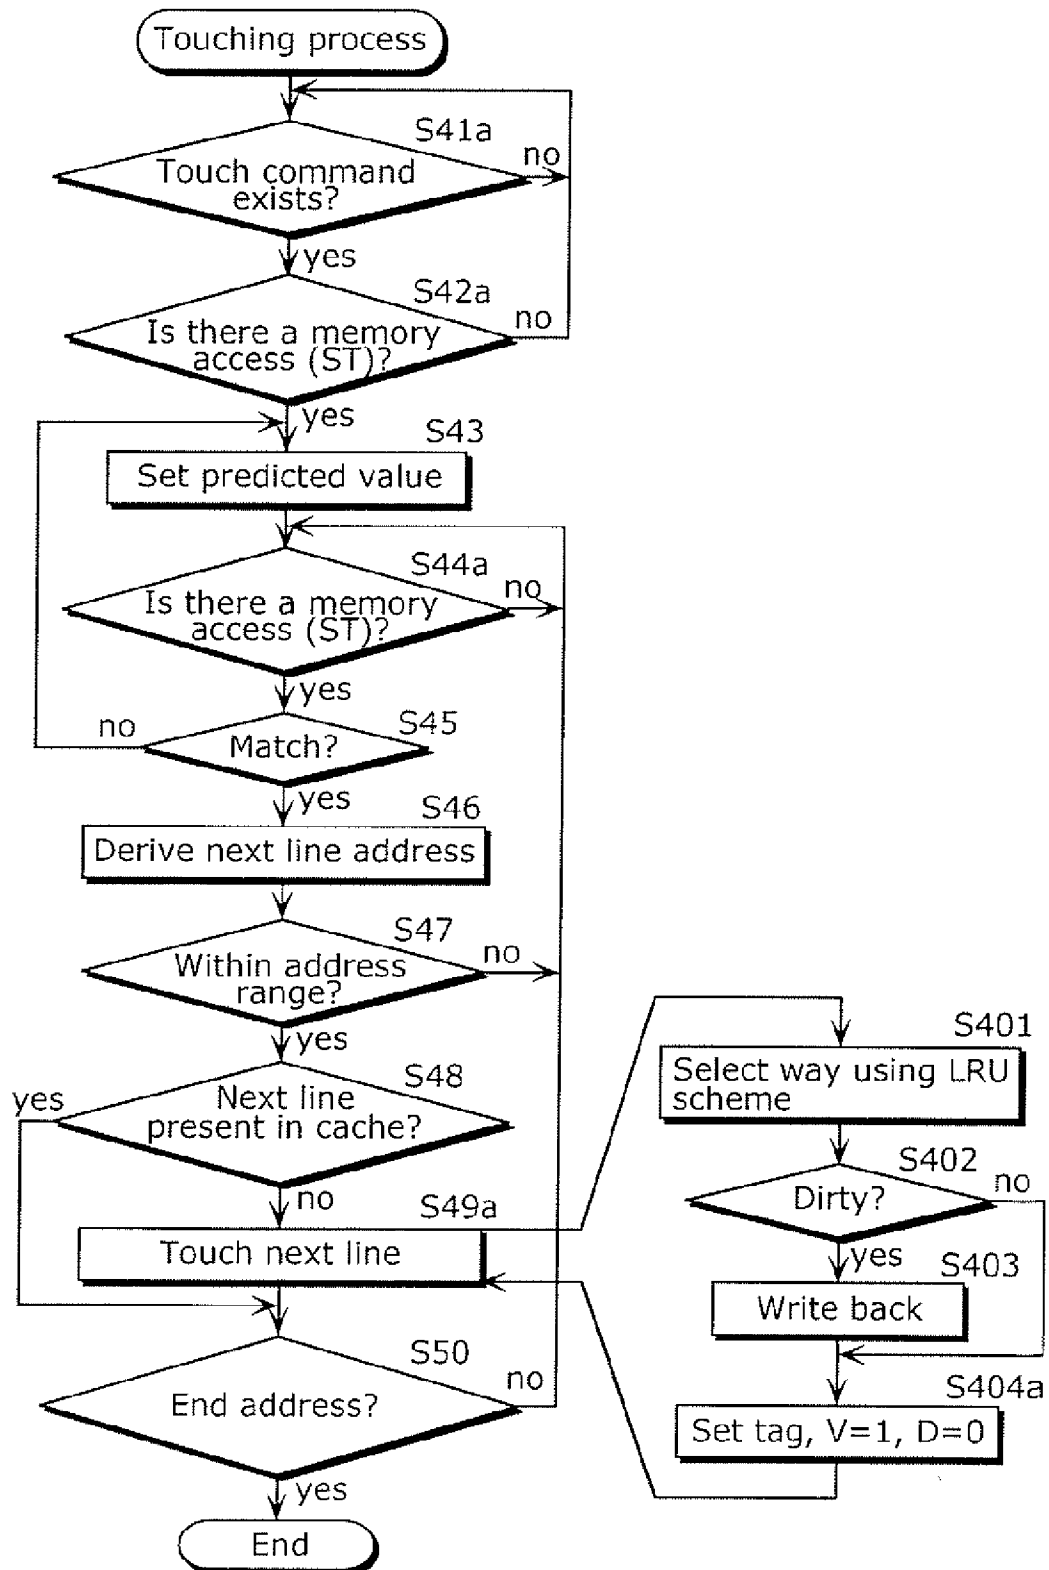 Touching process
S41a
Touch command
exists?
no
yes
S42a
Is there a memory
access (ST)?
no
yes
S43
Set predicted value
S44a
Is there a memory
access (ST)?
no
yes
S45
Match?
no
yes
S46
Derive next line address
S47
Within address
range?
no
yes
S48
Next line
present in cache?
yes
no
S49a
Touch next line
S50
End address?
no
yes
End
S401
Select way using LRU
scheme
S402
Dirty?
no
yes
S403
Write back
S404a
Set tag, V=1, D=0